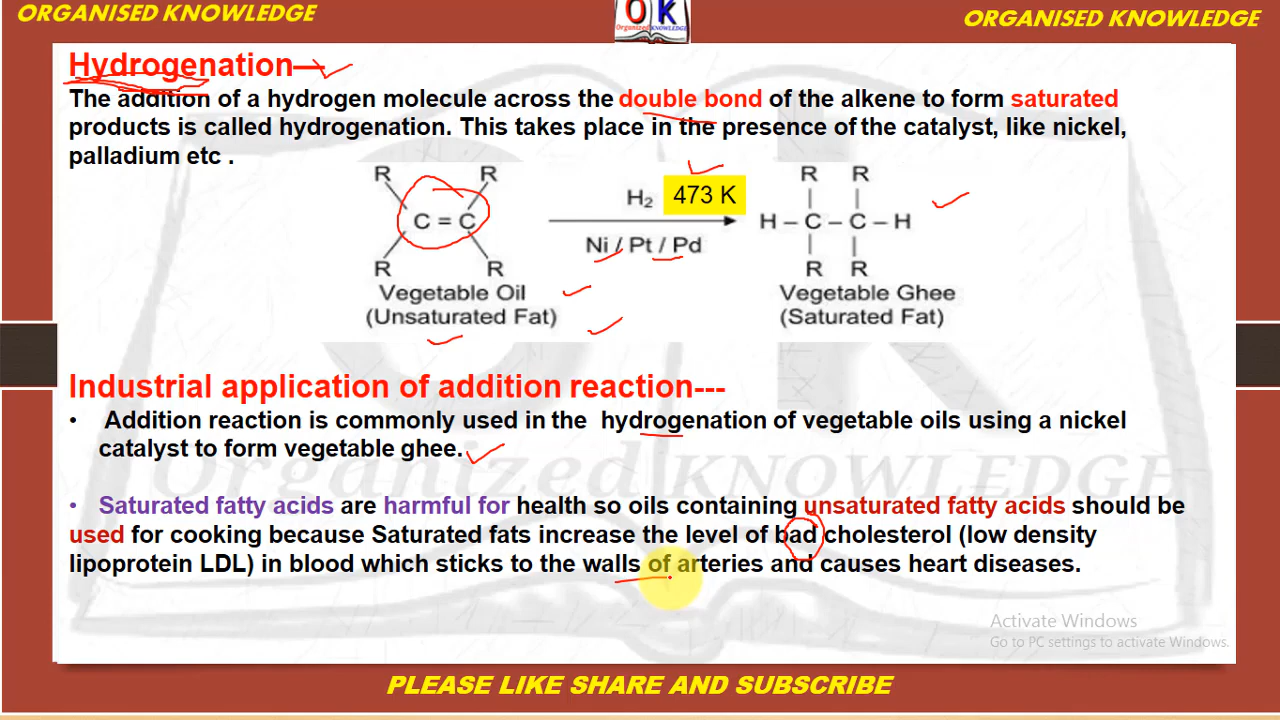 ORGANISED KNOWLEDGE
OK
Organized KNOWLEDGE
ORGANISED KNOWLEDGE
Hydrogenation—
The addition of a hydrogen molecule across the double bond of the alkene to form saturated
products is called hydrogenation. This takes place in the presence of the catalyst, like nickel,
palladium etc .
R R R R
H₂ 473 K
C = C H – C – C – H
Ni / Pt / Pd
R R R R
Vegetable Oil Vegetable Ghee
(Unsaturated Fat) (Saturated Fat)
Industrial application of addition reaction---
• Addition reaction is commonly used in the hydrogenation of vegetable oils using a nickel
catalyst to form vegetable ghee.
Organized KNOWLEDGE
• Saturated fatty acids are harmful for health so oils containing unsaturated fatty acids should be
used for cooking because Saturated fats increase the level of bad cholesterol (low density
lipoprotein LDL) in blood which sticks to the walls of arteries and causes heart diseases.
Activate Windows
Go to PC settings to activate Windows.
PLEASE LIKE SHARE AND SUBSCRIBE